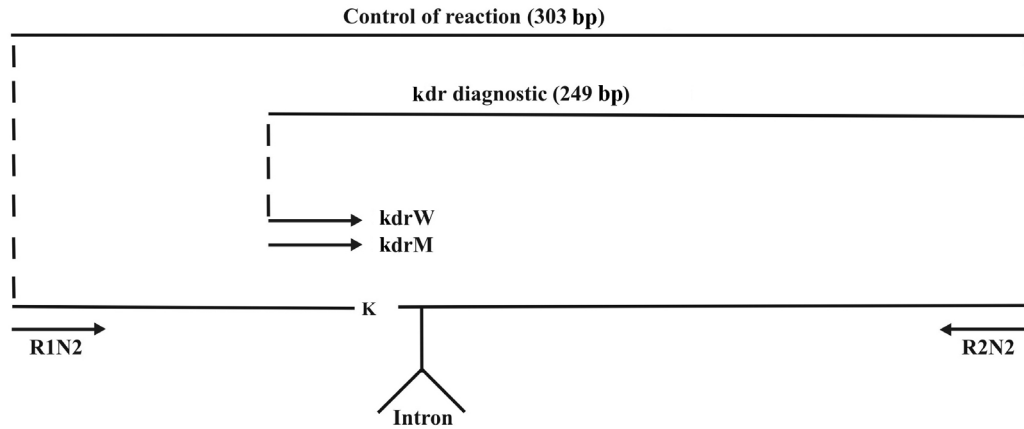 Control of reaction (303 bp)
kdr diagnostic (249 bp)
kdrW
kdrM
K
R1N2
R2N2
Intron